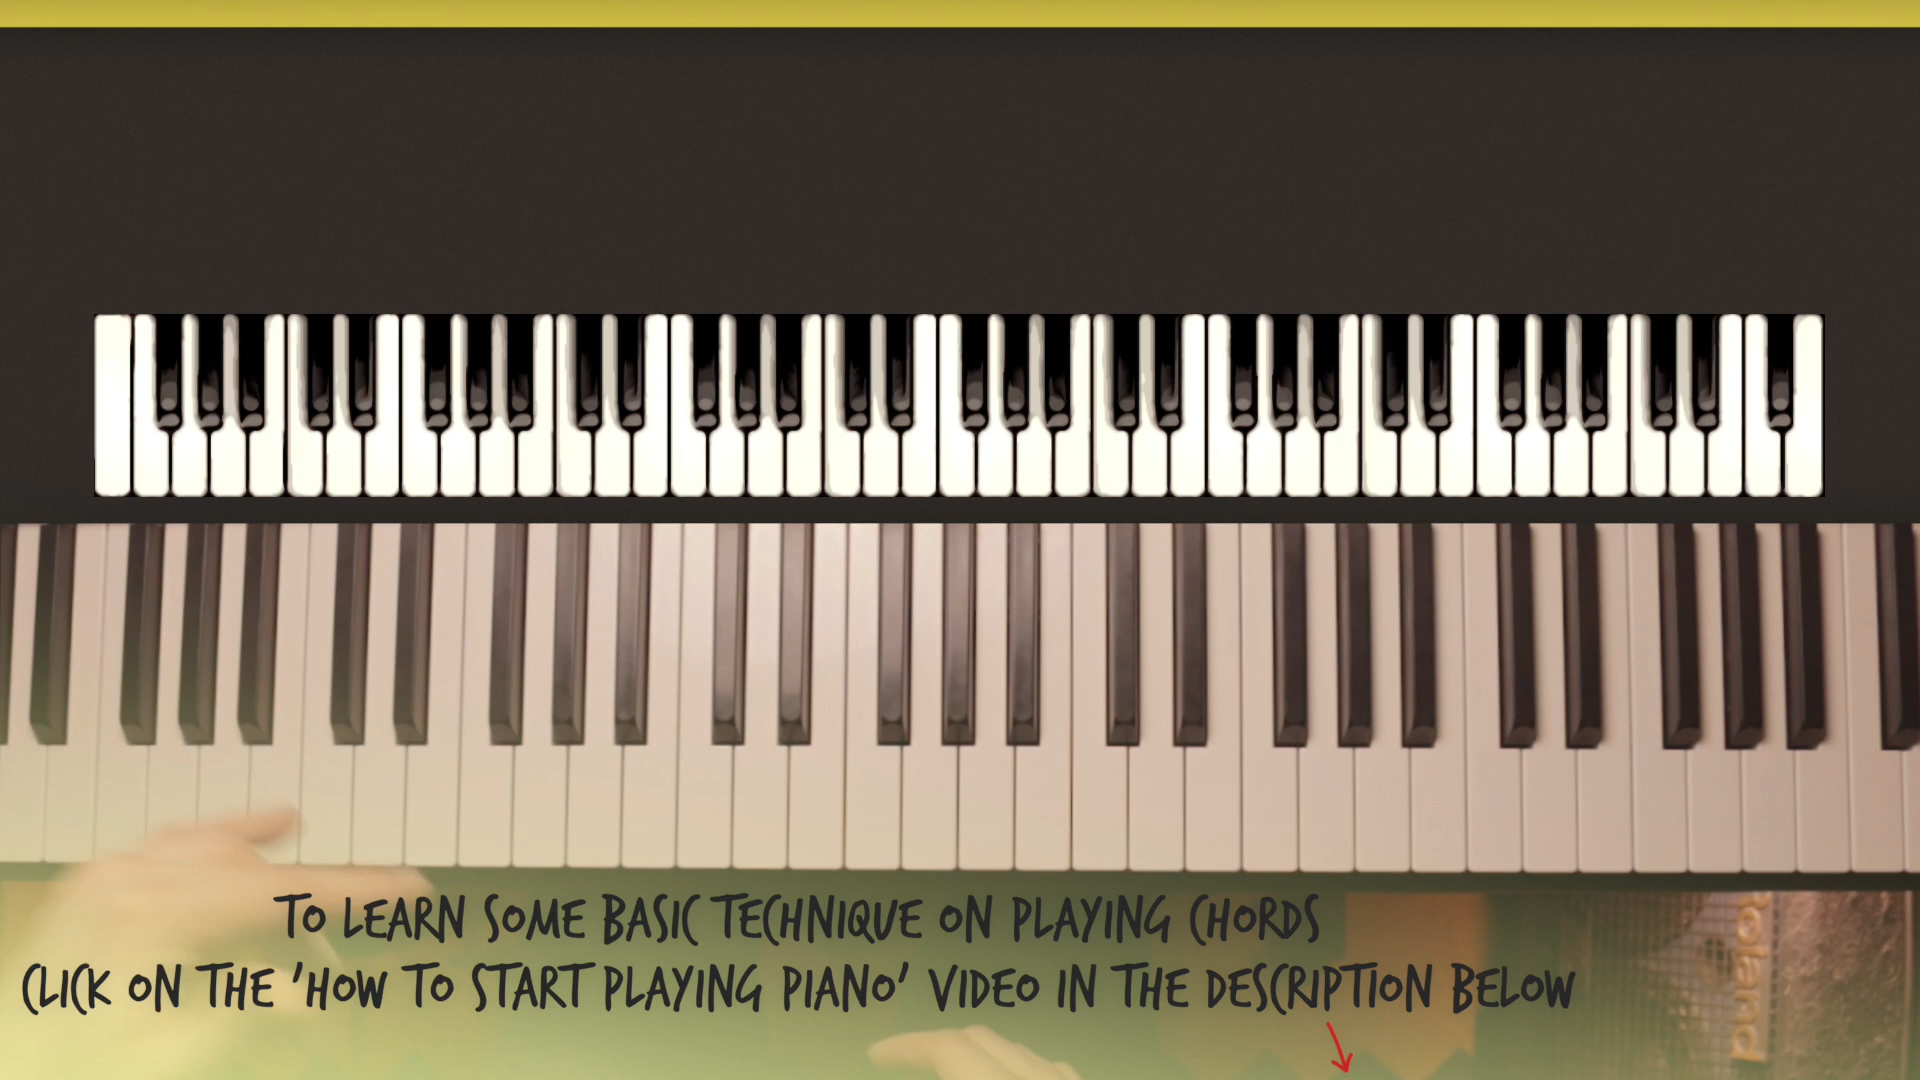 TO LEARN SOME BASIC TECHNIQUE ON PLAYING CHORDS
CLICK ON THE 'HOW TO START PLAYING PIANO' VIDEO IN THE DESCRIPTION BELOW
oland